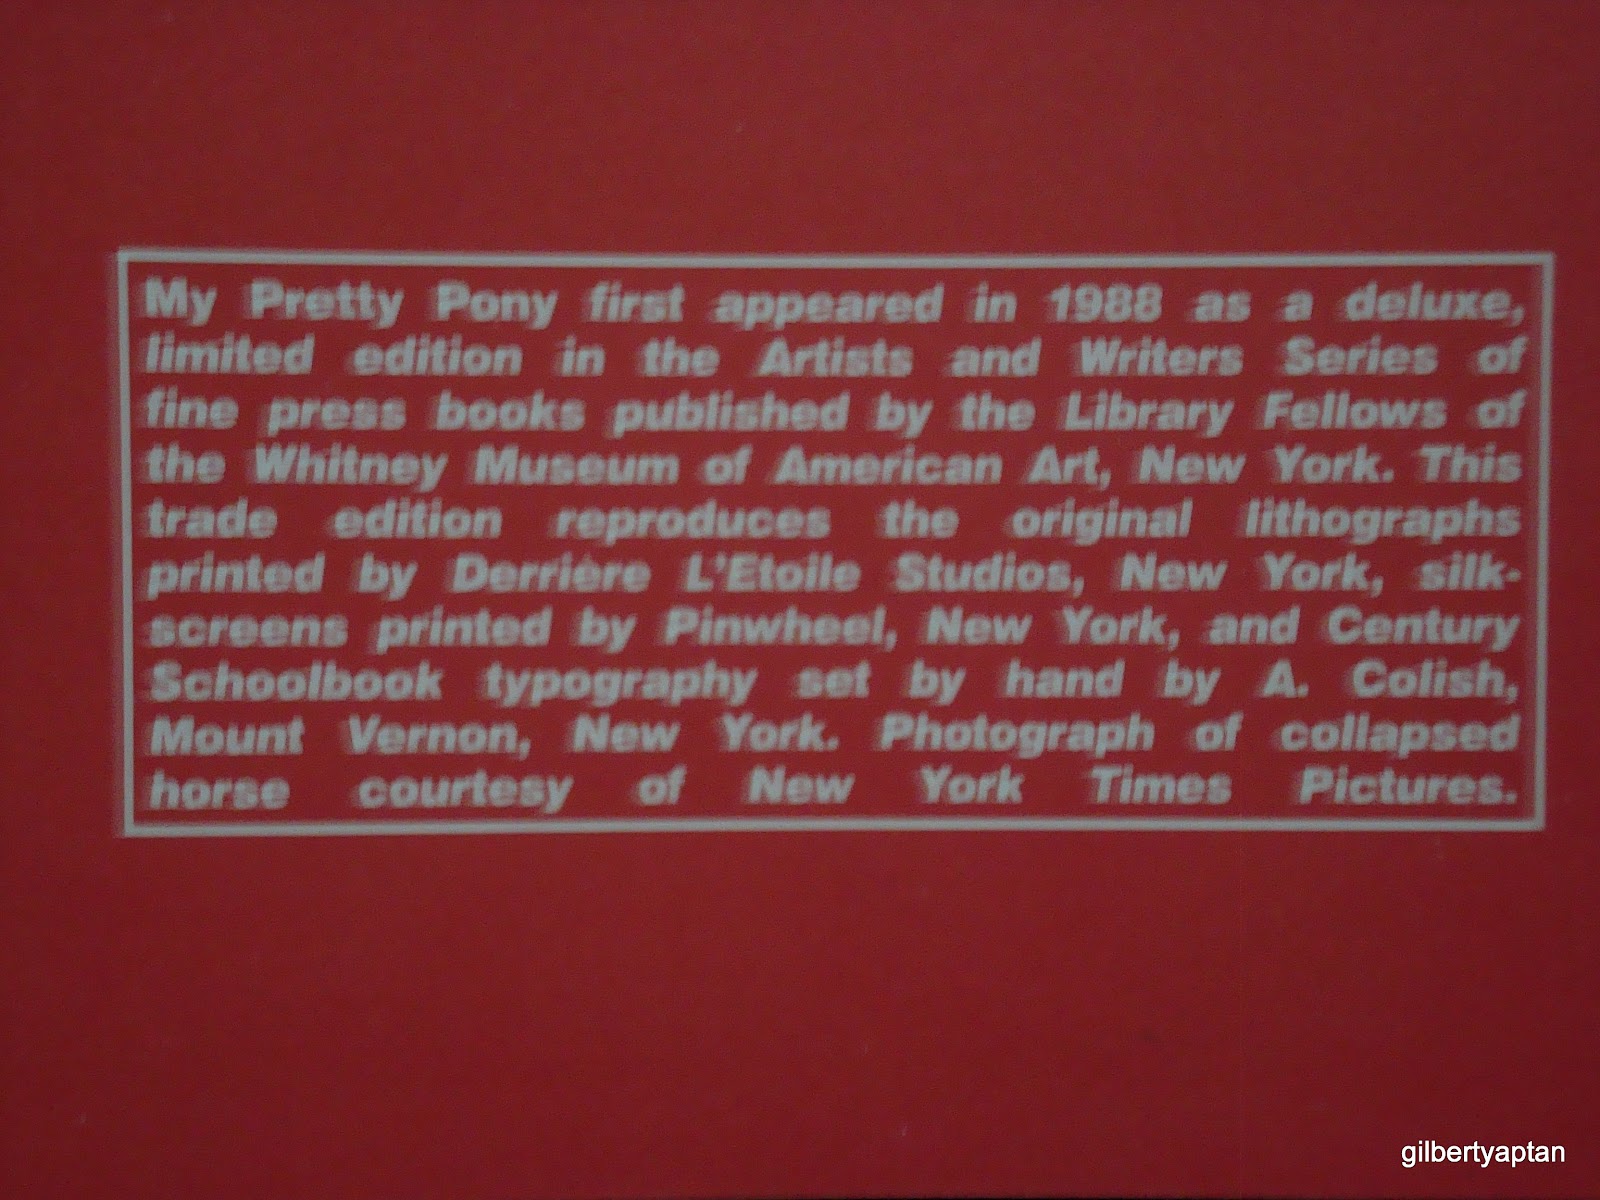 My Pretty Pony first appeared in 1988 as a deluxe,
limited edition in the Artists and Writers Series of
fine press books published by the Library Fellows of
the Whitney Museum of American Art, New York. This
trade edition reproduces the original lithographs
printed by Derrière L'Etoile Studios, New York, silk-
screens printed by Pinwheel, New York, and Century
Schoolbook typography set by hand by A. Colish,
Mount Vernon, New York. Photograph of collapsed
horse courtesy of New York Times Pictures.
gilbertyaptan